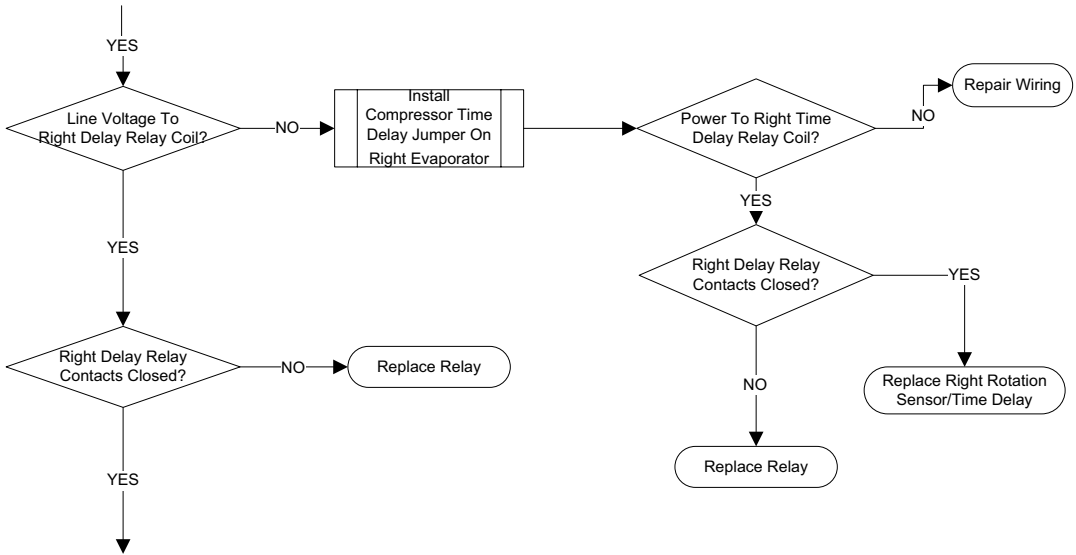 YES
Line Voltage To
Right Delay Relay Coil?
NO
Install
Compressor Time
Delay Jumper On
Right Evaporator
Power To Right Time
Delay Relay Coil?
NO
Repair Wiring
YES
Right Delay Relay
Contacts Closed?
YES
Replace Right Rotation
Sensor/Time Delay
NO
Replace Relay
YES
Right Delay Relay
Contacts Closed?
NO
Replace Relay
YES